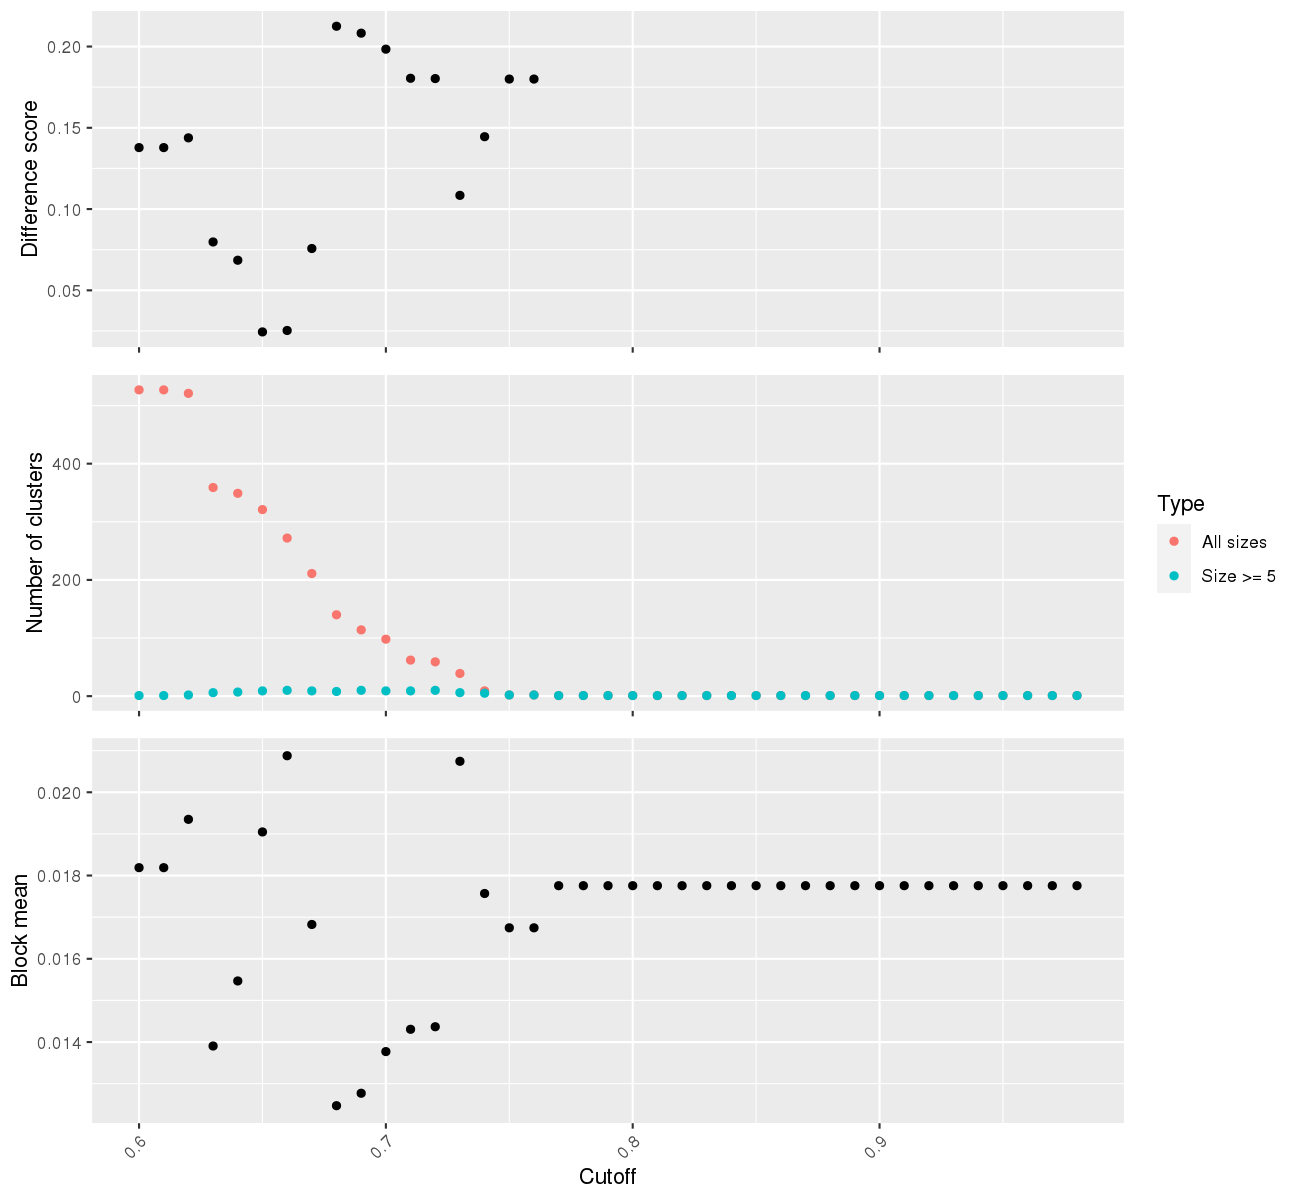 Difference score
0.20
0.15
0.10
0.05
Number of clusters
400
200
0
Type
All sizes
Size >= 5
Block mean
0.020
0.018
0.016
0.014
0.6
0.7
0.8
0.9
Cutoff